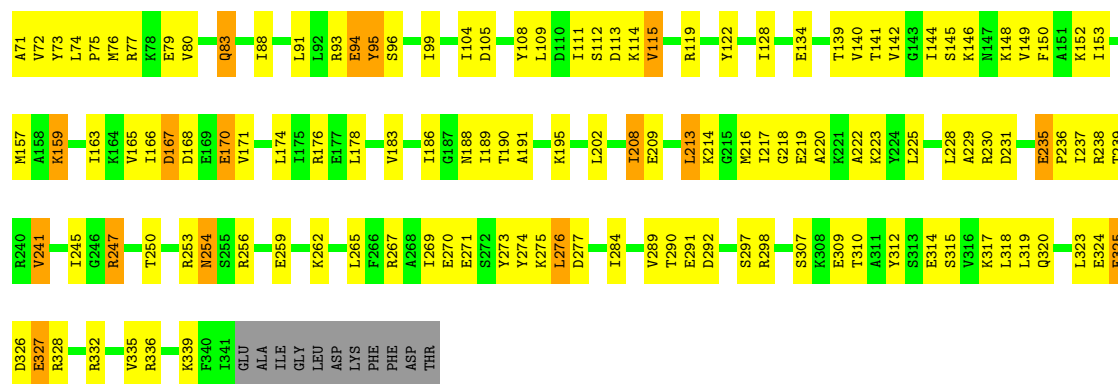 A71 V72 Y73 L74 P75 M76 R77 K78 E79 V80 Q83 I88 L91 L92 R93 E94 Y95 S96 I99 I104 D105 Y108 L109 D110 I111 S112 D113 K114 V115 R119 Y122 I128 E134 T139 V140 T141 V142 G143 I144 S145 K146 N147 K148 V149 F150 A151 K152 I153
M157 A158 K159 I163 K164 V165 I166 D167 D168 E169 E170 V171 L174 I175 R176 E177 L178 V183 I186 G187 N188 I189 T190 A191 K195 L202 I208 E209 L213 K214 G215 M216 I217 G218 E219 A220 K221 A222 K223 Y224 L225 L228 A229 R230 D231 E235 P236 I237 R238 T239
R240 V241 I245 G246 R247 T250 R253 N254 S255 R256 E259 K262 L265 F266 R267 A268 I269 E270 E271 S272 Y273 Y274 K275 L276 D277 I284 V289 T290 E291 D292 S297 R298 S307 K308 E309 T310 A311 Y312 S313 E314 S315 V316 K317 L318 L319 Q320 L323 E324 E325
D326 E327 R328 R332 V335 R336 K339 F340 I341 GLU ALA ILE GLY LEU ASP LYS PHE PHE ASP THR